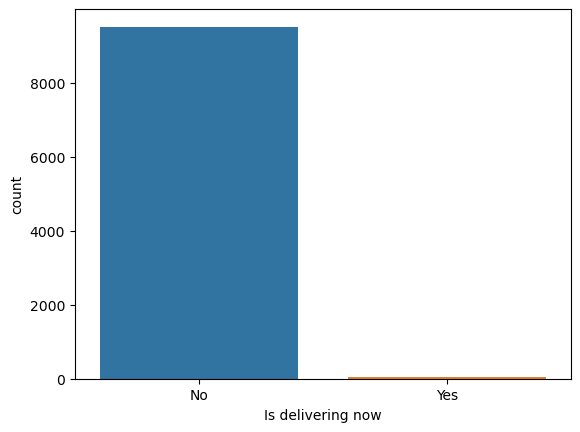 8000
6000
4000
2000
0
count
No
Yes
Is delivering now